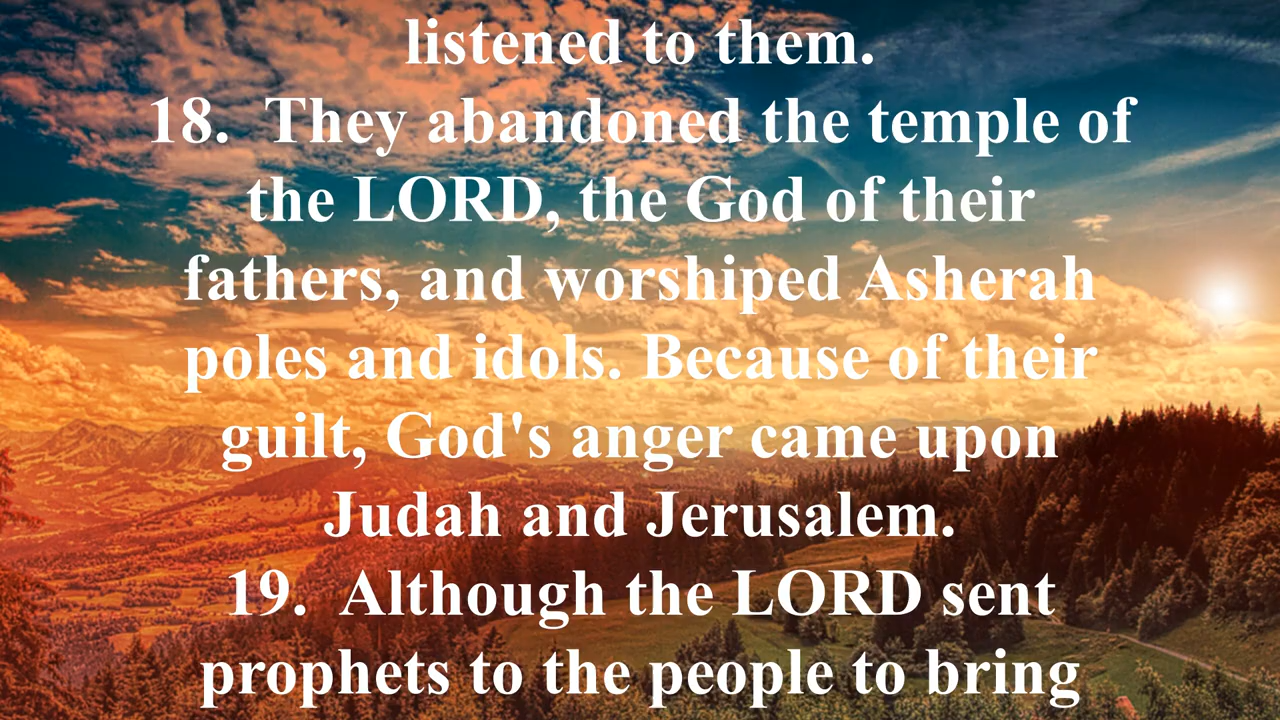 listened to them.
18. They abandoned the temple of
the LORD, the God of their
fathers, and worshiped Asherah
poles and idols. Because of their
guilt, God's anger came upon
Judah and Jerusalem.
19. Although the LORD sent
prophets to the people to bring